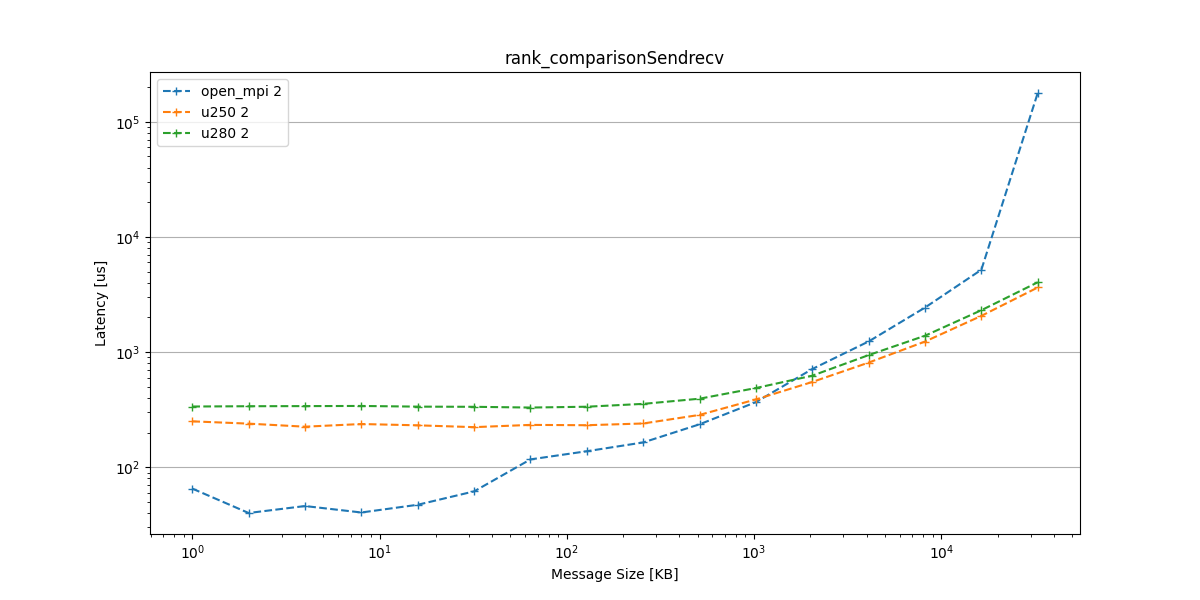 rank_comparisonSendrecv
open_mpi 2
u250 2
u280 2
Latency [us]
10^5
10^4
10^3
10^2
10^0 10^1 10^2 10^3 10^4
Message Size [KB]